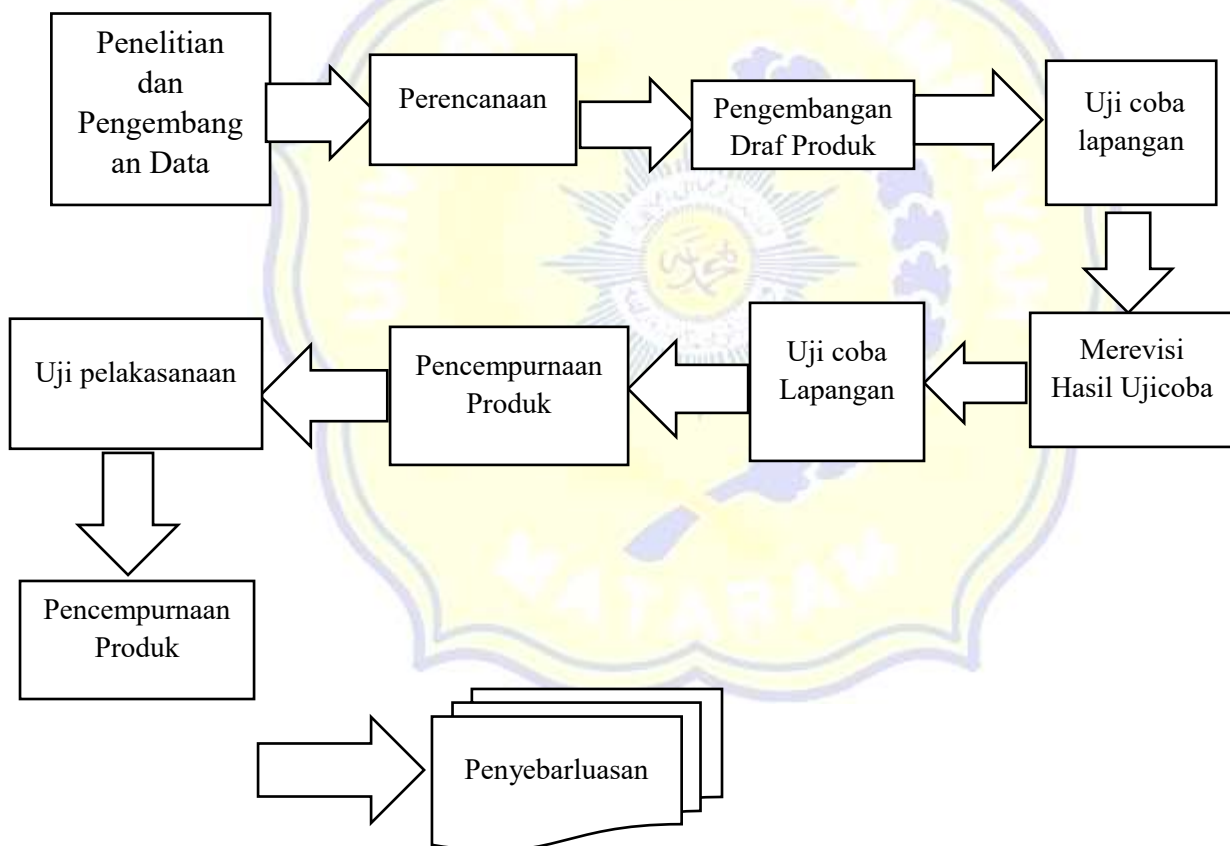 Penelitian
dan
Pengembang
an Data
Perencanaan
Pengembangan
Draf Produk
Uji coba
lapangan
Merevisi
Hasil Ujicoba
Uji coba
Lapangan
Pencempurnaan
Produk
Uji pelakasanaan
Pencempurnaan
Produk
Penyebarluasan
MATARAM